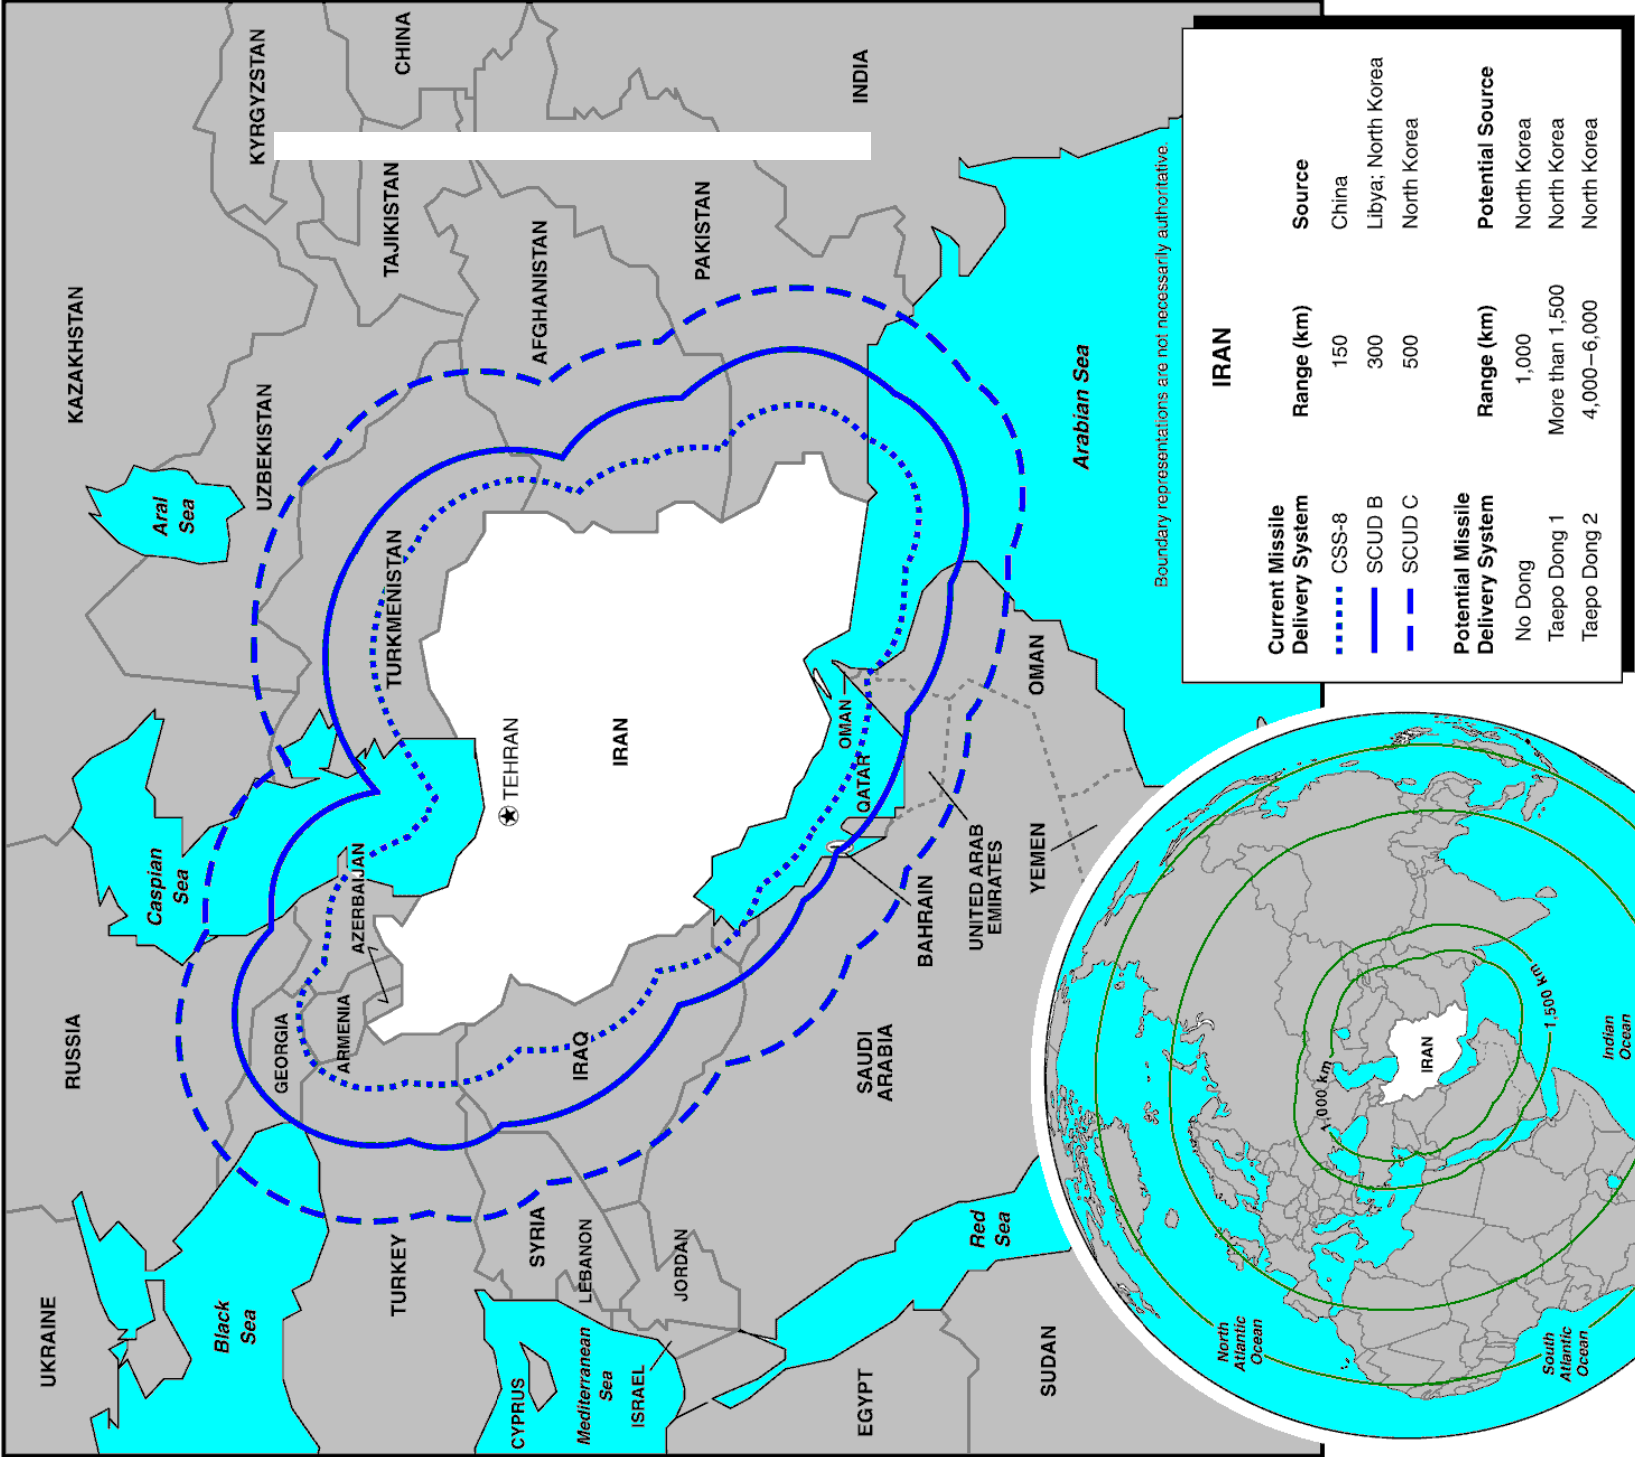 UKRAINE
RUSSIA
KAZAKHSTAN
Black
Sea
Caspian
Sea
Aral
Sea
UZBEKISTAN
KYRGYZSTAN
GEORGIA
ARMENIA
AZERBAIJAN
TURKMENISTAN
TAJIKISTAN
CHINA
TURKEY
CYPRUS
SYRIA
TEHRAN
AFGHANISTAN
Mediterranean
Sea
LEBANON
ISRAEL
IRAQ
IRAN
JORDAN
PAKISTAN
EGYPT
SAUDI
ARABIA
QATAR
OMAN
INDIA
BAHRAIN
UNITED ARAB
EMIRATES
Red
Sea
SUDAN
YEMEN
OMAN
Arabian Sea
Boundary representations are not necessarily authoritative.
IRAN
Current Missile
Delivery System Range (km) Source
CSS-8 150 China
SCUD B 300 Libya; North Korea
SCUD C 500 North Korea
Potential Missile
Delivery System Range (km) Potential Source
No Dong 1,000 North Korea
Taepo Dong 1 More than 1,500 North Korea
Taepo Dong 2 4,000–6,000 North Korea
North
Atlantic
Ocean
1,000 km
IRAN
1,500 km
South
Atlantic
Ocean
Indian
Ocean